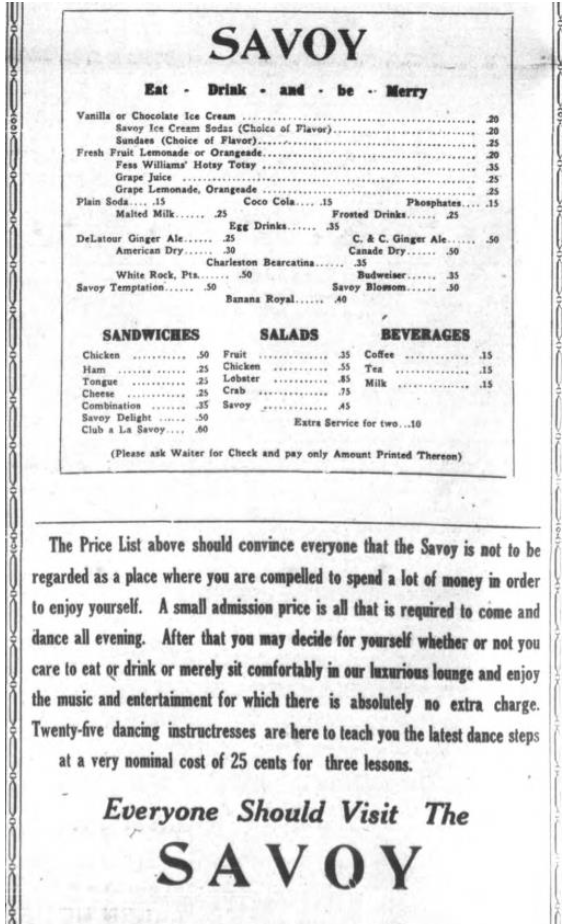 SAVOY
Eat - Drink - and - be - Merry
Vanilla or Chocolate Ice Cream .20
Savoy Ice Cream Sodas (Choice of Flavor) .20
Sundaes (Choice of Flavor) .25
Fresh Fruit Lemonade or Orangeade .20
Fess Williams' Hotsy Totsy .35
Grape Juice .25
Grape Lemonade, Orangeade .25
Plain Soda .15 Coco Cola .15 Phosphates .15
Malted Milk .25 Frosted Drinks .25
Egg Drinks .35
DeLatour Ginger Ale .25 C. & C. Ginger Ale .50
American Dry .30 Canade Dry .50
Charleston Bearcatina .35
White Rock, Pts. .50 Budweiser .35
Savoy Temptation .50 Savoy Blossom .50
Banana Royal .40
SANDWICHES SALADS BEVERAGES
Chicken .50 Fruit .35 Coffee .15
Ham .25 Chicken .55 Tea .15
Tongue .25 Lobster .85 Milk .15
Cheese .25 Crab .75
Combination .35 Savoy .45
Savoy Delight .50 Extra Service for two...10
Club a La Savoy .60
(Please ask Waiter for Check and pay only Amount Printed Thereon)
The Price List above should convince everyone that the Savoy is not to be
regarded as a place where you are compelled to spend a lot of money in order
to enjoy yourself. A small admission price is all that is required to come and
dance all evening. After that you may decide for yourself whether or not you
care to eat or drink or merely sit comfortably in our luxurious lounge and enjoy
the music and entertainment for which there is absolutely no extra charge.
Twenty-five dancing instructresses are here to teach you the latest dance steps
at a very nominal cost of 25 cents for three lessons.
Everyone Should Visit The
SAVOY